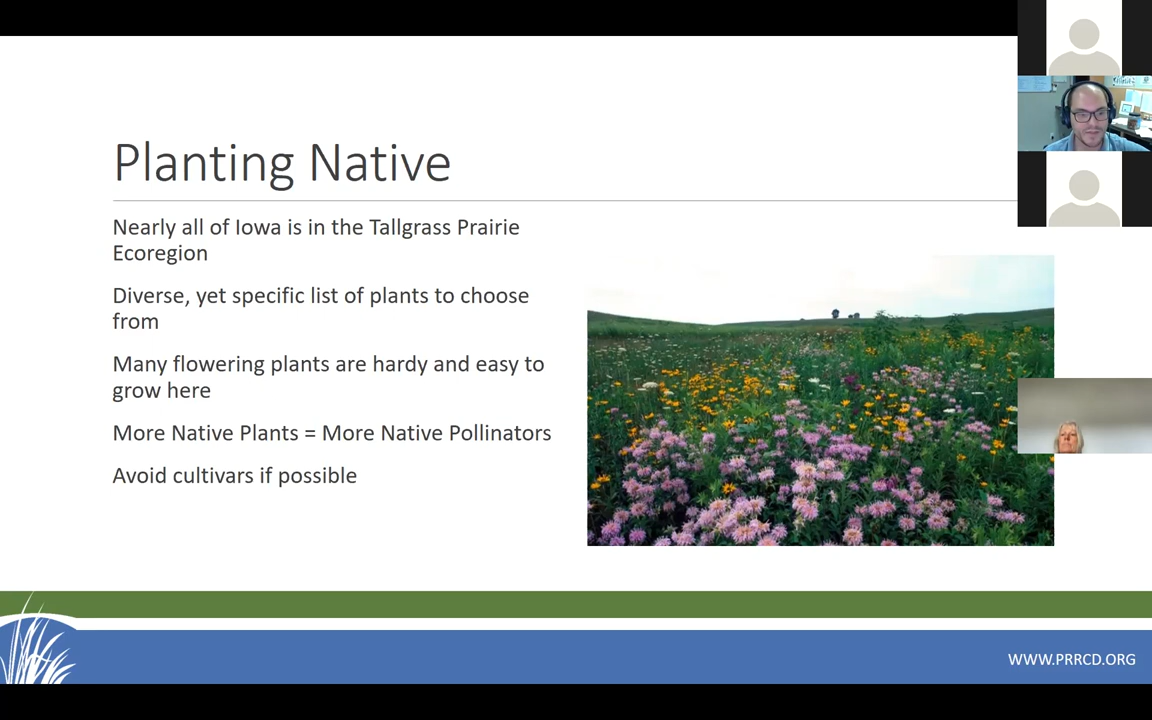 Planting Native
Nearly all of Iowa is in the Tallgrass Prairie
Ecoregion
Diverse, yet specific list of plants to choose
from
Many flowering plants are hardy and easy to
grow here
More Native Plants = More Native Pollinators
Avoid cultivars if possible
WWW.PRRCD.ORG